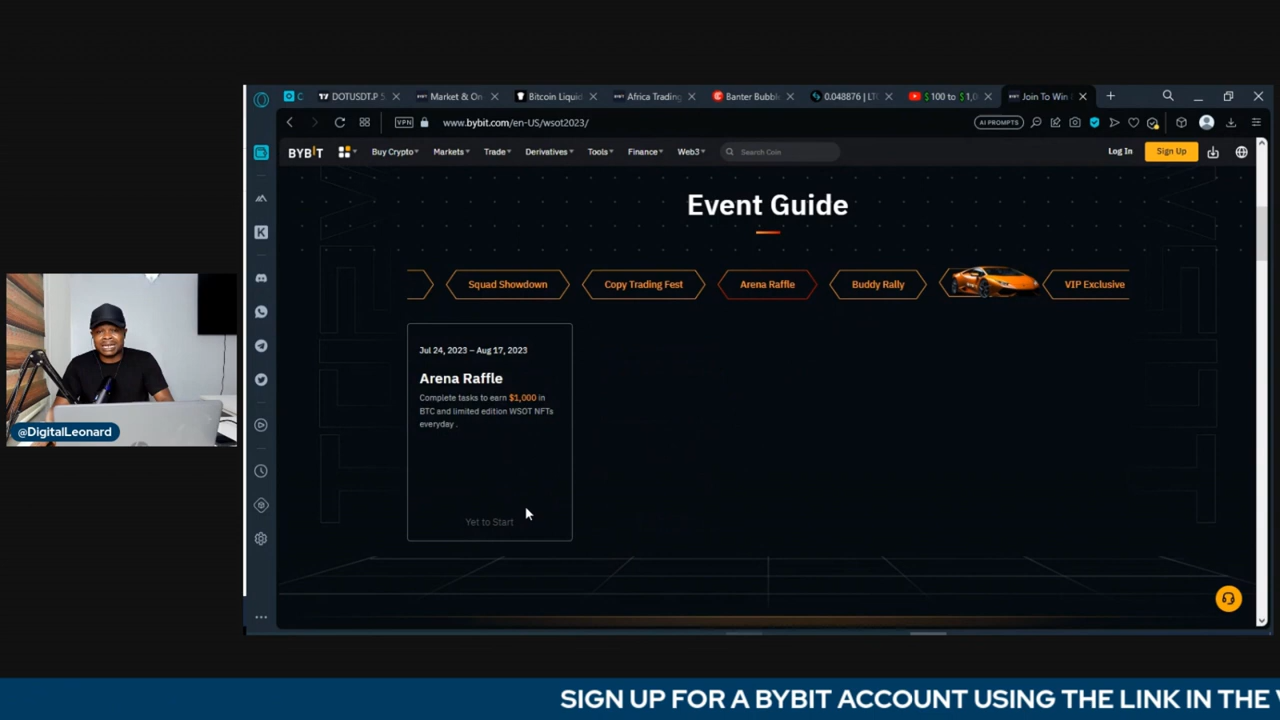 C
DOTUSDT.P 5
Market & On
Bitcoin Liquid
Africa Trading
Banter Bubbl
0.048876 | LT
$100 to $1,0
BYBIT Join To Win
VPN
www.bybit.com/en-US/wsot2023/
AI PROMPTS
BYBIT
Buy Crypto
Markets
Trade
Derivatives
Tools
Finance
Web3
Search Coin
Log In
Sign Up
Event Guide
Squad Showdown
Copy Trading Fest
Arena Raffle
Buddy Rally
VIP Exclusive
Jul 24, 2023 – Aug 17, 2023
Arena Raffle
Complete tasks to earn $1,000 in
BTC and limited edition WSOT NFTs
everyday .
Yet to Start
@DigitalLeonard
SIGN UP FOR A BYBIT ACCOUNT USING THE LINK IN THE